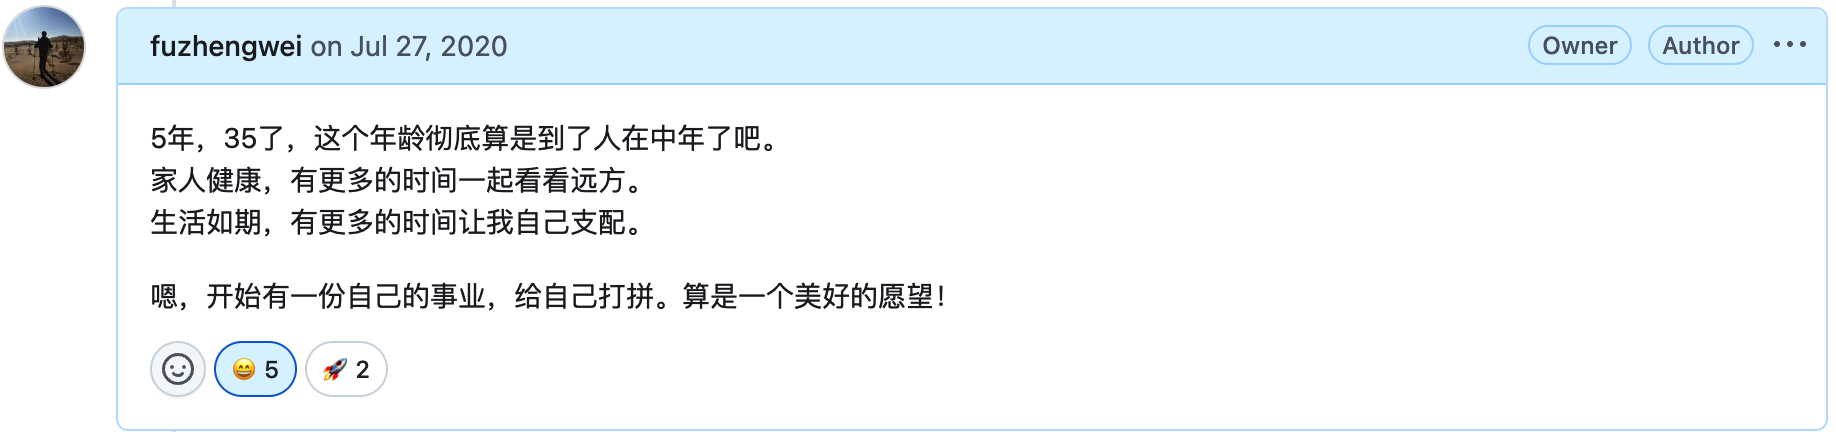 fuzhengwei on Jul 27, 2020
Owner
Author
5年，35了，这个年龄彻底算是到了人在中年了吧。
家人健康，有更多的时间一起看看远方。
生活如期，有更多的时间让我自己支配。
嗯，开始有一份自己的事业，给自己打拼。算是一个美好的愿望！
😄 5
🚀 2